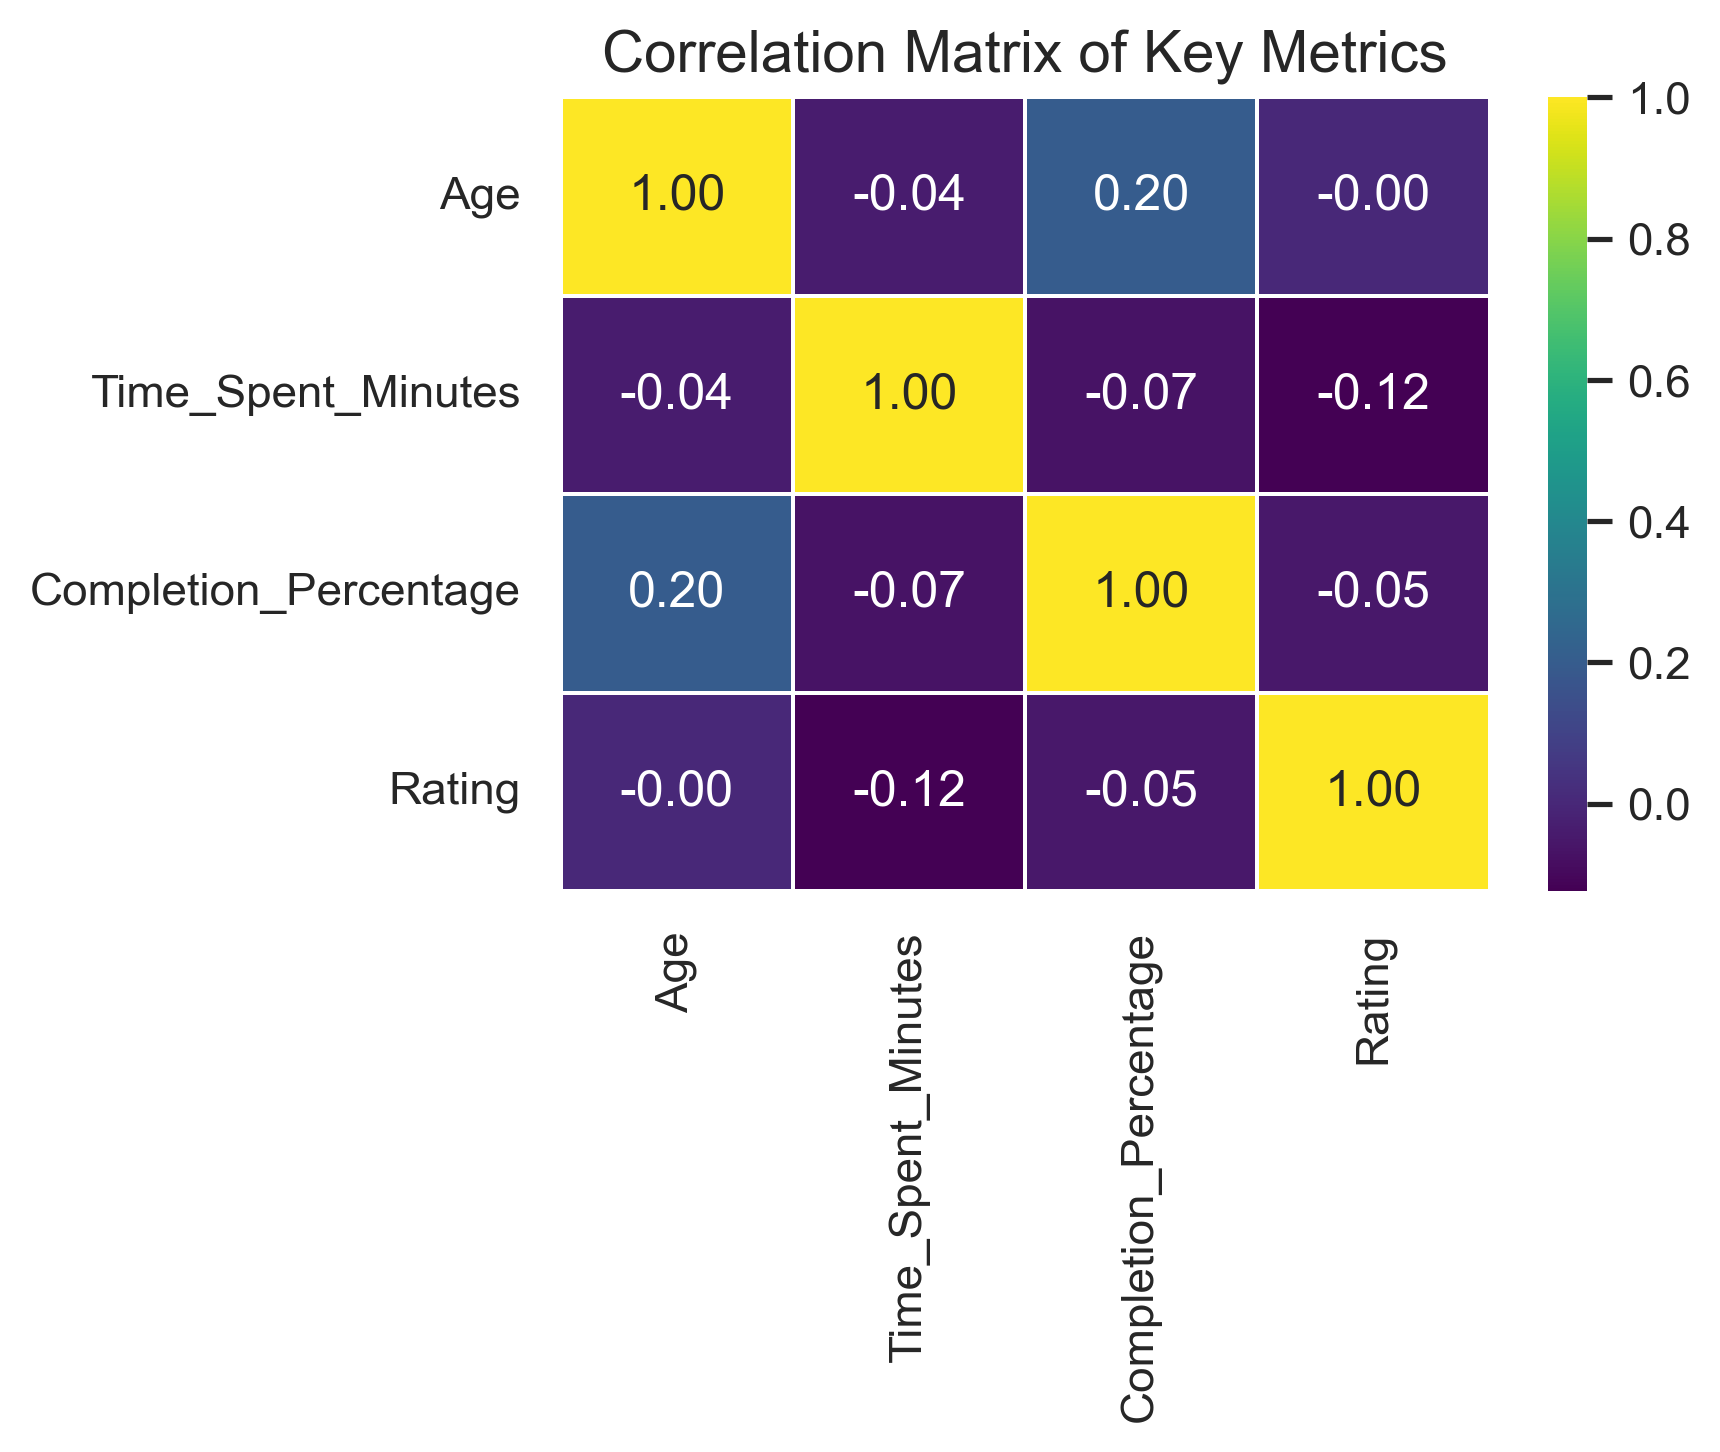 Correlation Matrix of Key Metrics
Age 1.00 -0.04 0.20 -0.00
Time_Spent_Minutes -0.04 1.00 -0.07 -0.12
Completion_Percentage 0.20 -0.07 1.00 -0.05
Rating -0.00 -0.12 -0.05 1.00
Age
Time_Spent_Minutes
Completion_Percentage
Rating
1.0
0.8
0.6
0.4
0.2
0.0